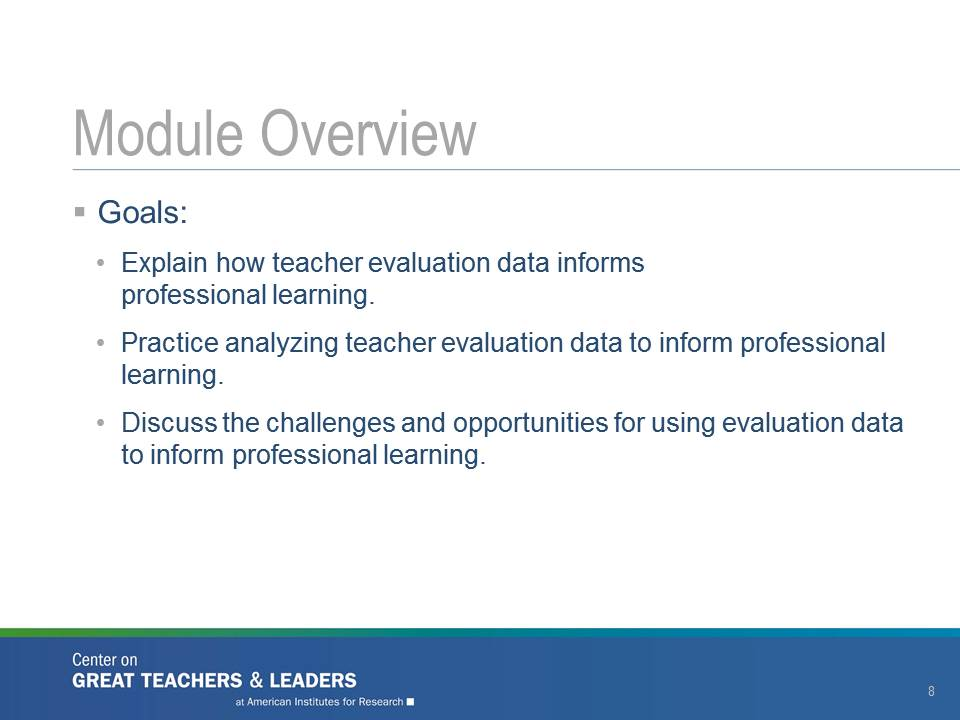 Module Overview
▪ Goals:
• Explain how teacher evaluation data informs
professional learning.
• Practice analyzing teacher evaluation data to inform professional
learning.
• Discuss the challenges and opportunities for using evaluation data
to inform professional learning.
Center on
GREAT TEACHERS & LEADERS
at American Institutes for Research ■
8